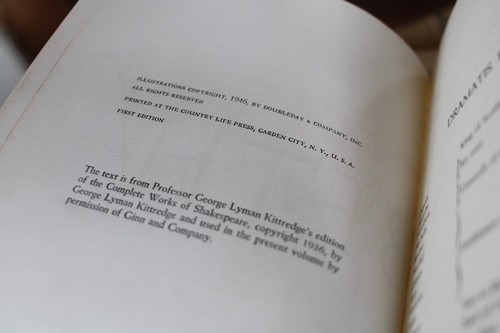 ILLUSTRATIONS COPYRIGHT, 1946, BY DOUBLEDAY & COMPANY, INC.
ALL RIGHTS RESERVED
PRINTED AT THE COUNTRY LIFE PRESS, GARDEN CITY, N. Y., U. S. A.
FIRST EDITION
The text is from Professor George Lyman Kittredge's edition
of the Complete Works of Shakespeare, copyright 1936, by
George Lyman Kittredge and used in the present volume by
permission of Ginn and Company.
DRAMATIS